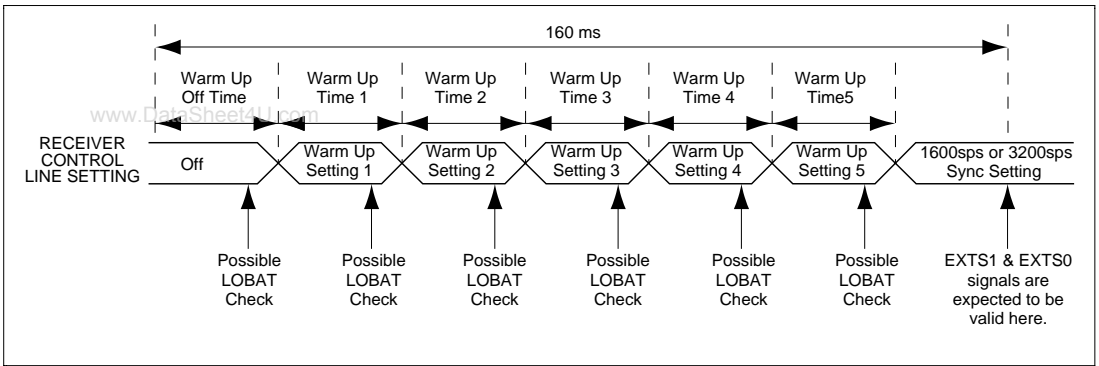 160 ms
Warm Up
Off Time
Warm Up
Time 1
Warm Up
Time 2
Warm Up
Time 3
Warm Up
Time 4
Warm Up
Time5
www.DataSheet4U.com
RECEIVER
CONTROL
LINE SETTING
Off
Warm Up
Setting 1
Warm Up
Setting 2
Warm Up
Setting 3
Warm Up
Setting 4
Warm Up
Setting 5
1600sps or 3200sps
Sync Setting
Possible
LOBAT
Check
Possible
LOBAT
Check
Possible
LOBAT
Check
Possible
LOBAT
Check
Possible
LOBAT
Check
Possible
LOBAT
Check
EXTS1 & EXTS0
signals are
expected to be
valid here.